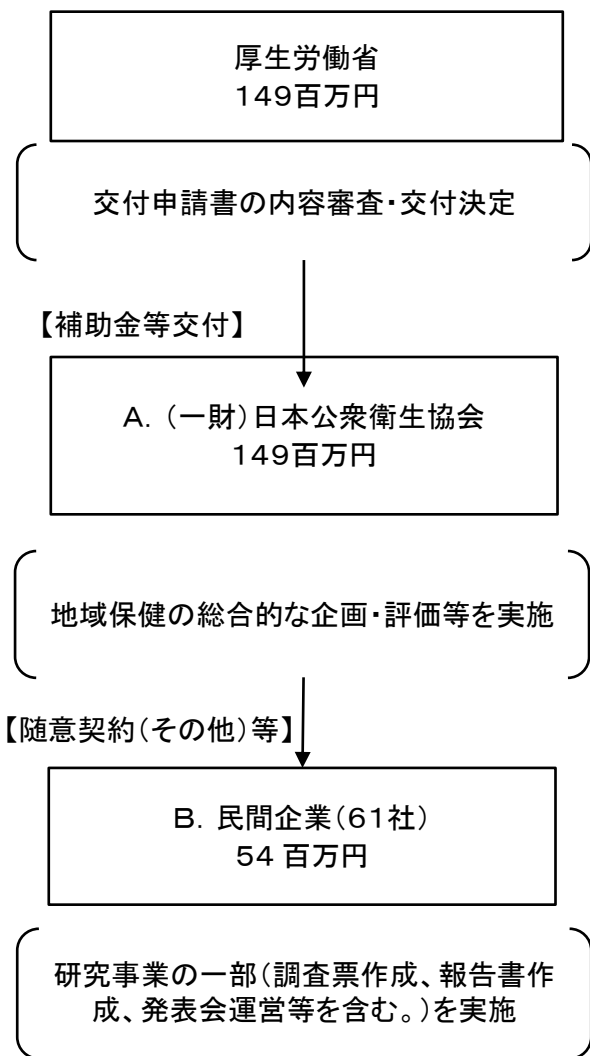 厚生労働省
149百万円
交付申請書の内容審査・交付決定
【補助金等交付】
A．（一財）日本公衆衛生協会
149百万円
地域保健の総合的な企画・評価等を実施
【随意契約（その他）等】
B．民間企業（61社）
54 百万円
研究事業の一部（調査票作成、報告書作
成、発表会運営等を含む。）を実施